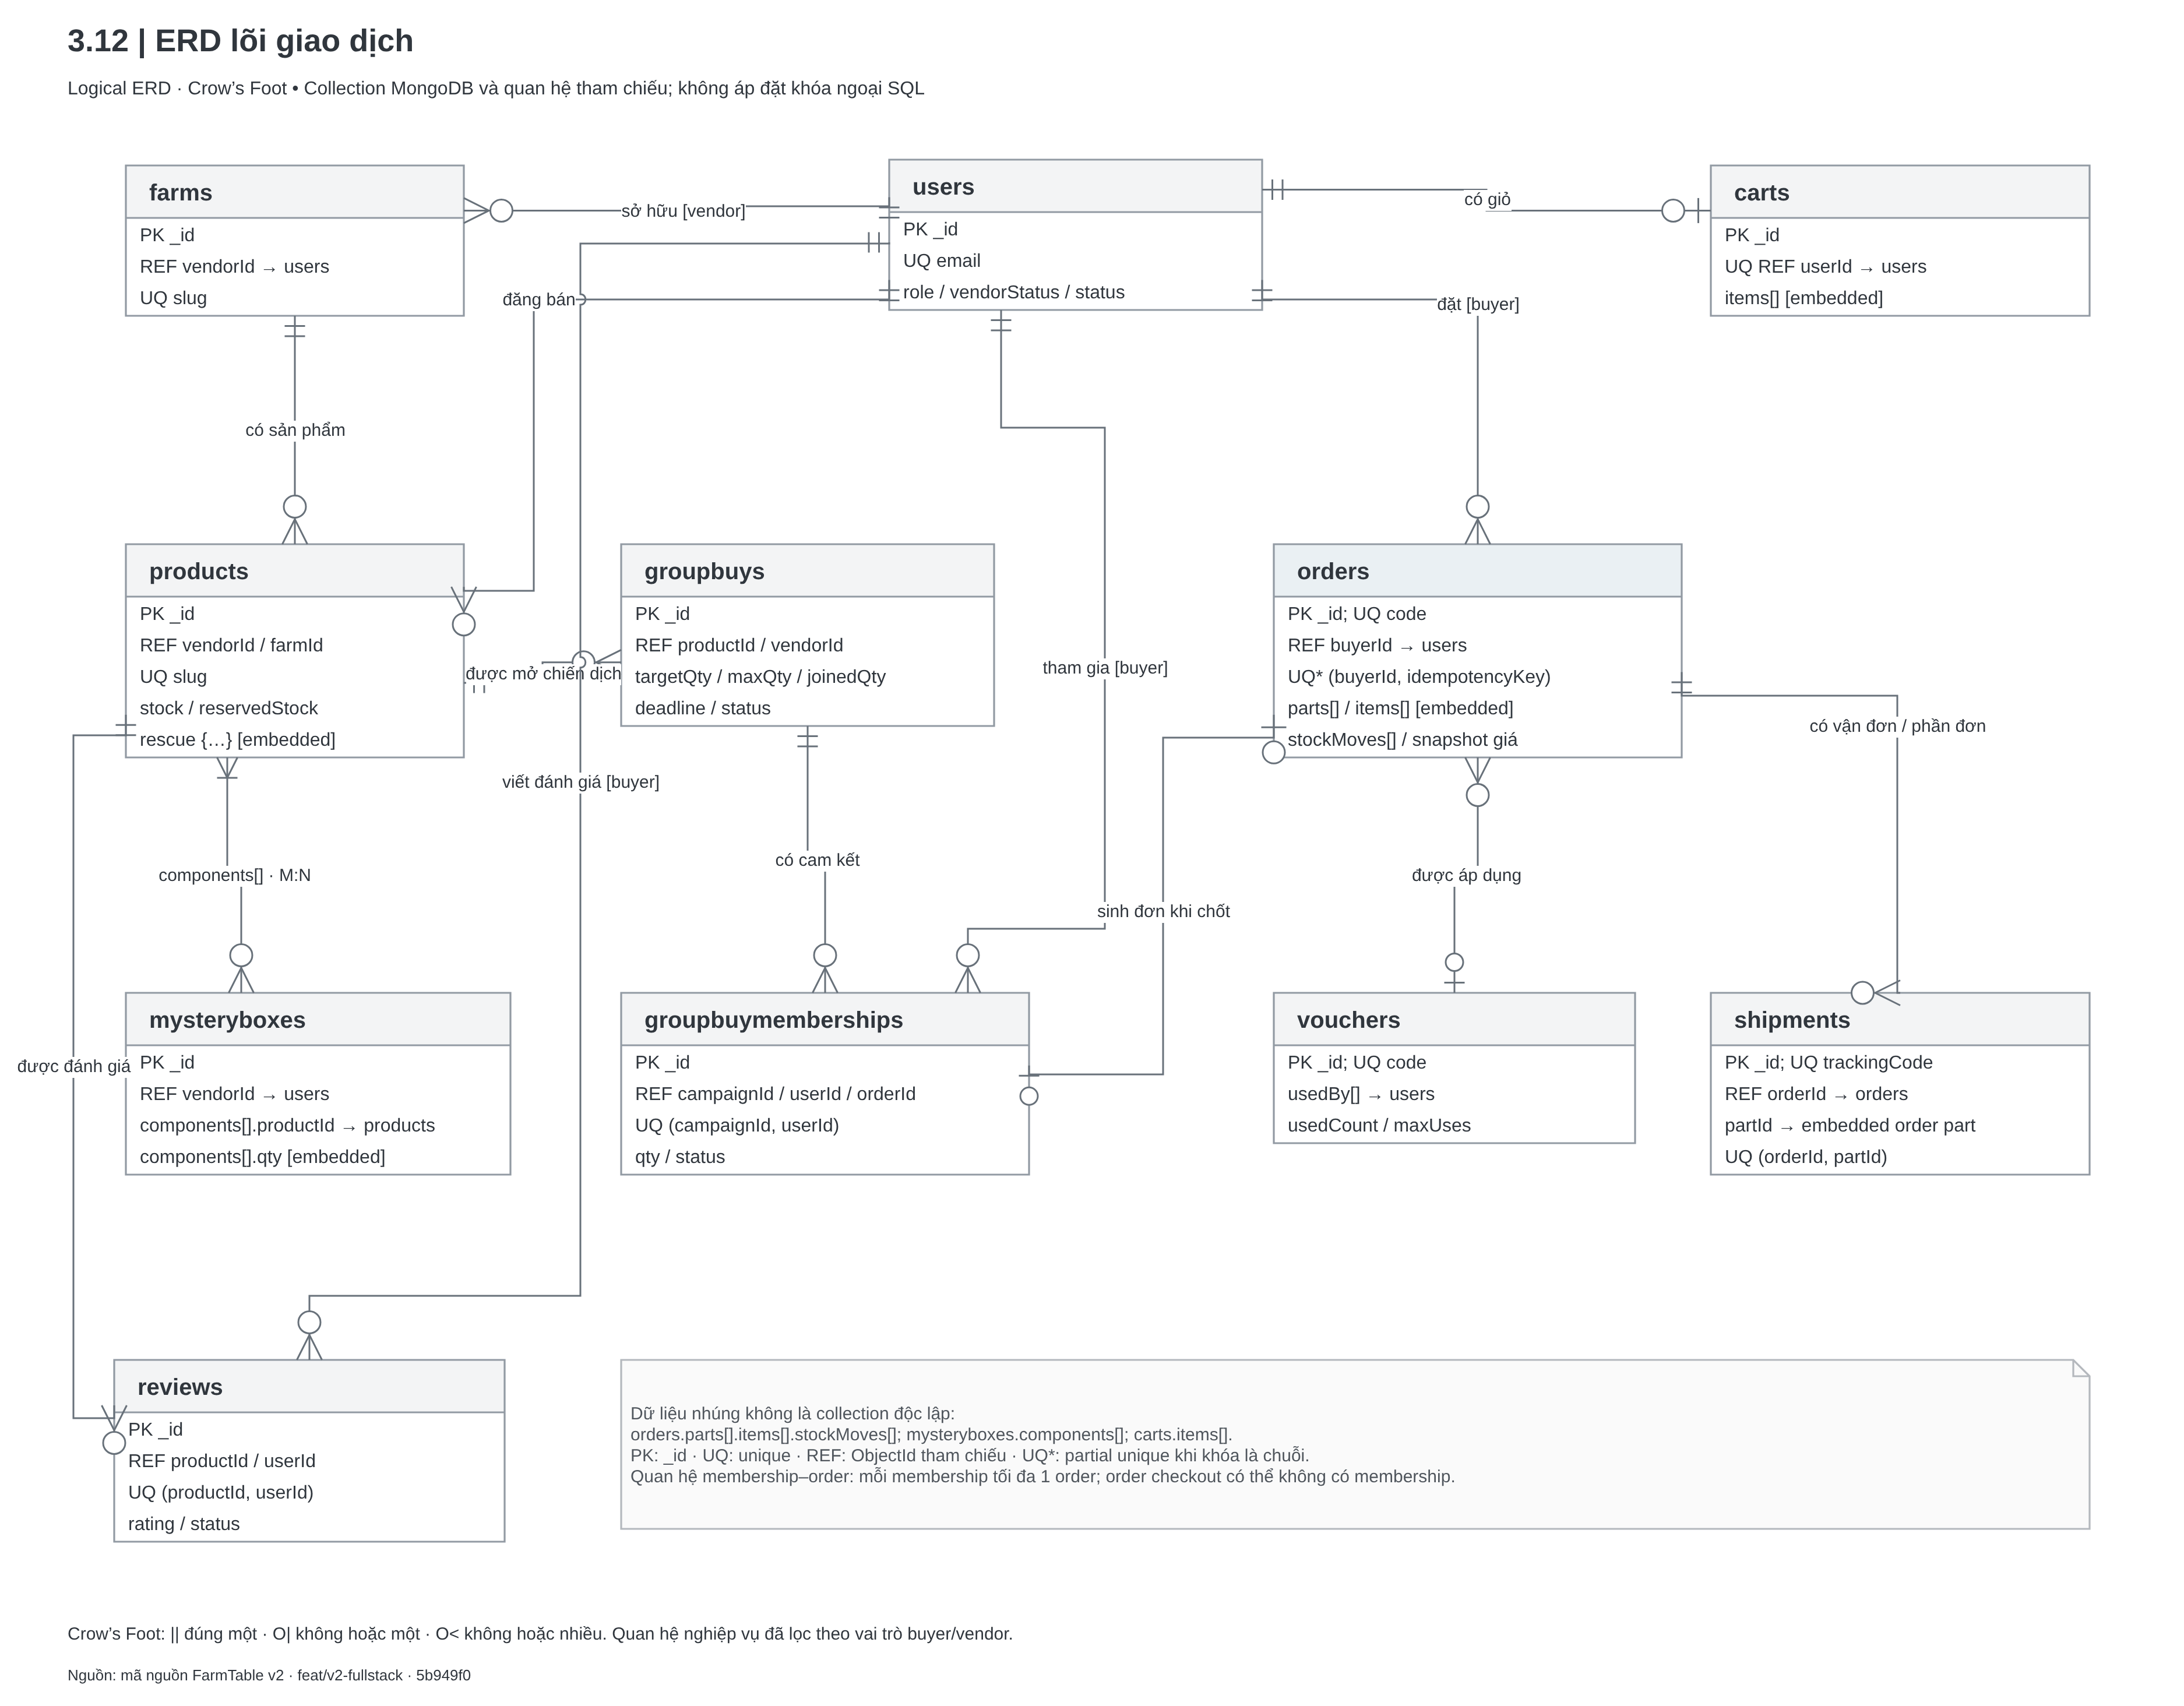 3.12 | ERD lõi giao dịch
Logical ERD · Crow’s Foot • Collection MongoDB và quan hệ tham chiếu; không áp đặt khóa ngoại SQL
farms
PK _id
REF vendorId → users
UQ slug
sở hữu [vendor]
users
PK _id
UQ email
role / vendorStatus / status
có giỏ
carts
PK _id
UQ REF userId → users
items[] [embedded]
đăng bán
đặt [buyer]
có sản phẩm
products
PK _id
REF vendorId / farmId
UQ slug
stock / reservedStock
rescue {…} [embedded]
được mở chiến dịch
groupbuys
PK _id
REF productId / vendorId
targetQty / maxQty / joinedQty
deadline / status
tham gia [buyer]
orders
PK _id; UQ code
REF buyerId → users
UQ* (buyerId, idempotencyKey)
parts[] / items[] [embedded]
stockMoves[] / snapshot giá
có vận đơn / phần đơn
viết đánh giá [buyer]
components[] · M:N
có cam kết
được áp dụng
sinh đơn khi chốt
được đánh giá
mysteryboxes
PK _id
REF vendorId → users
components[].productId → products
components[].qty [embedded]
groupbuymemberships
PK _id
REF campaignId / userId / orderId
UQ (campaignId, userId)
qty / status
vouchers
PK _id; UQ code
usedBy[] → users
usedCount / maxUses
shipments
PK _id; UQ trackingCode
REF orderId → orders
partId → embedded order part
UQ (orderId, partId)
reviews
PK _id
REF productId / userId
UQ (productId, userId)
rating / status
Dữ liệu nhúng không là collection độc lập:
orders.parts[].items[].stockMoves[]; mysteryboxes.components[]; carts.items[].
PK: _id · UQ: unique · REF: ObjectId tham chiếu · UQ*: partial unique khi khóa là chuỗi.
Quan hệ membership–order: mỗi membership tối đa 1 order; order checkout có thể không có membership.
Crow’s Foot: || đúng một · O| không hoặc một · O< không hoặc nhiều. Quan hệ nghiệp vụ đã lọc theo vai trò buyer/vendor.
Nguồn: mã nguồn FarmTable v2 · feat/v2-fullstack · 5b949f0